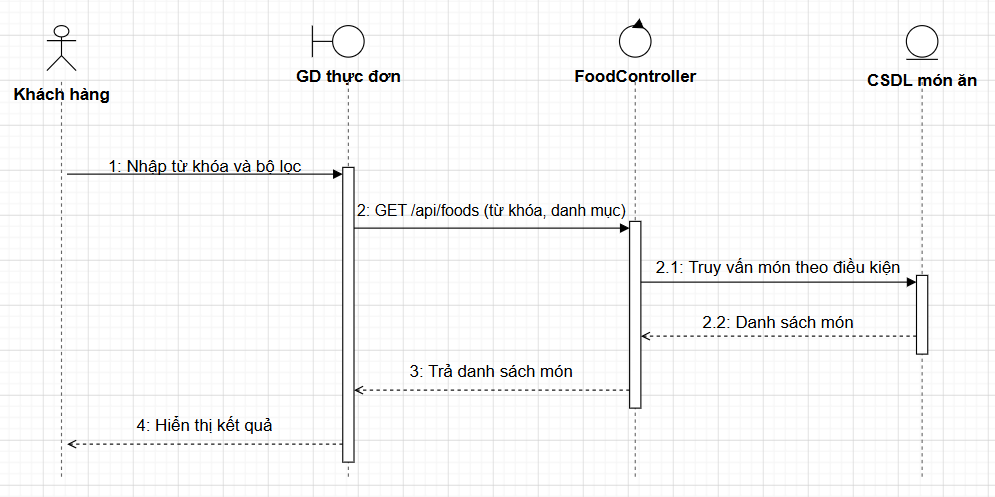 Khách hàng
GD thực đơn
FoodController
CSDL món ăn
1: Nhập từ khóa và bộ lọc
2: GET /api/foods (từ khóa, danh mục)
2.1: Truy vấn món theo điều kiện
2.2: Danh sách món
3: Trả danh sách món
4: Hiển thị kết quả